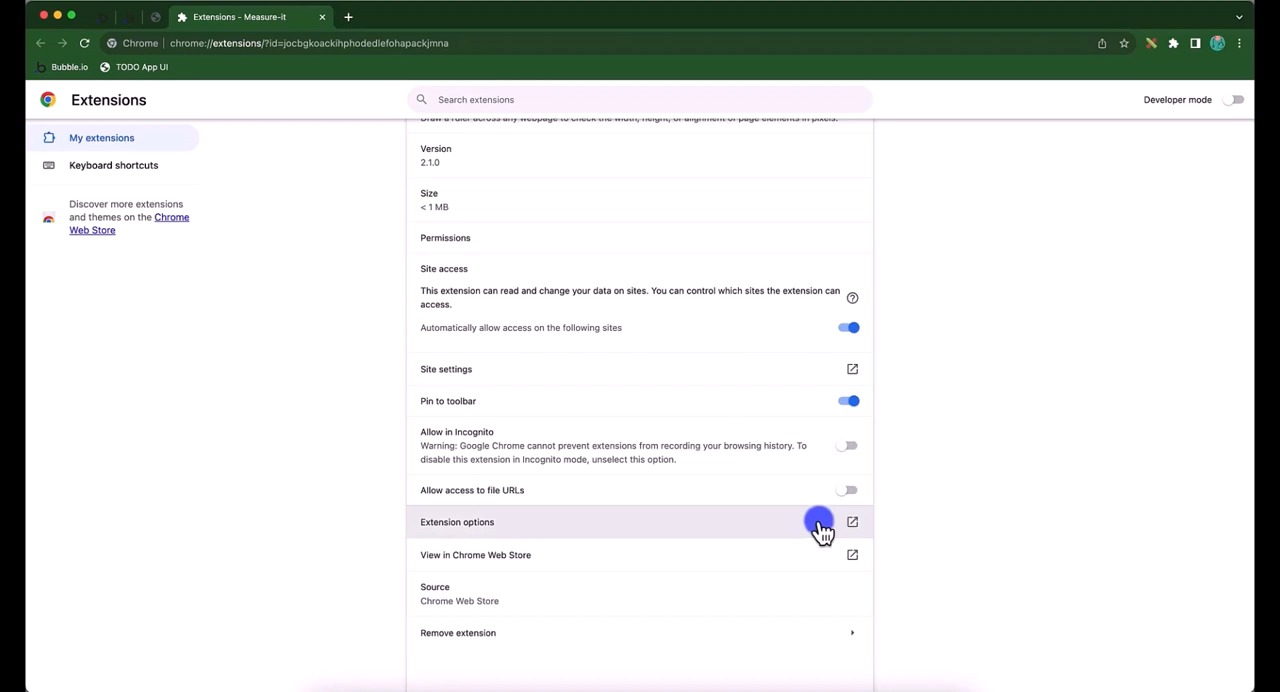 Extensions - Measure-it
Chrome
chrome://extensions/?id=jocbgkoackihphodedlefohapackjmna
Bubble.io
TODO App UI
Extensions
Search extensions
Developer mode
My extensions
Keyboard shortcuts
Discover more extensions
and themes on the Chrome
Web Store
Draw a ruler across any webpage to check the width, height, or alignment of page elements in pixels.
Version
2.1.0
Size
< 1 MB
Permissions
Site access
This extension can read and change your data on sites. You can control which sites the extension can
access.
Automatically allow access on the following sites
Site settings
Pin to toolbar
Allow in Incognito
Warning: Google Chrome cannot prevent extensions from recording your browsing history. To
disable this extension in Incognito mode, unselect this option.
Allow access to file URLs
Extension options
View in Chrome Web Store
Source
Chrome Web Store
Remove extension